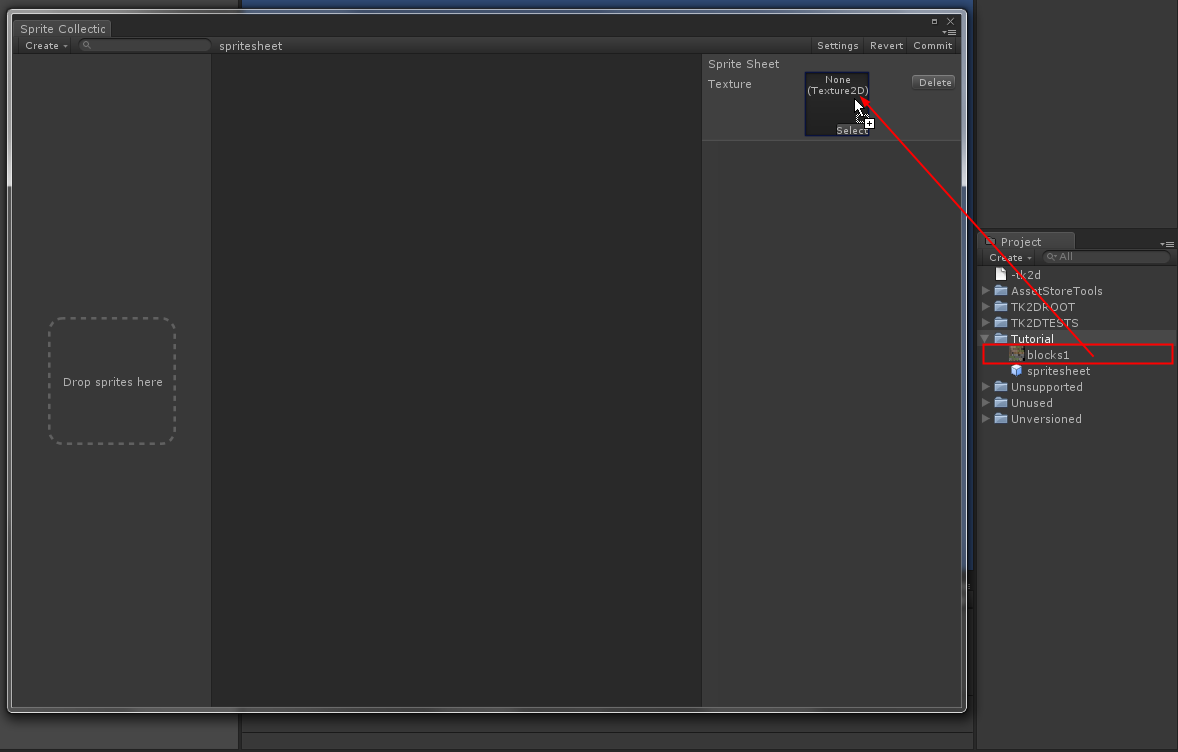 Sprite Collectic
Create
spritesheet
Settings
Revert
Commit
Sprite Sheet
Texture
None
(Texture2D)
Select
Delete
Drop sprites here
Project
Create
All
-tk2d
AssetStoreTools
TK2DROOT
TK2DTESTS
Tutorial
blocks1
spritesheet
Unsupported
Unused
Unversioned